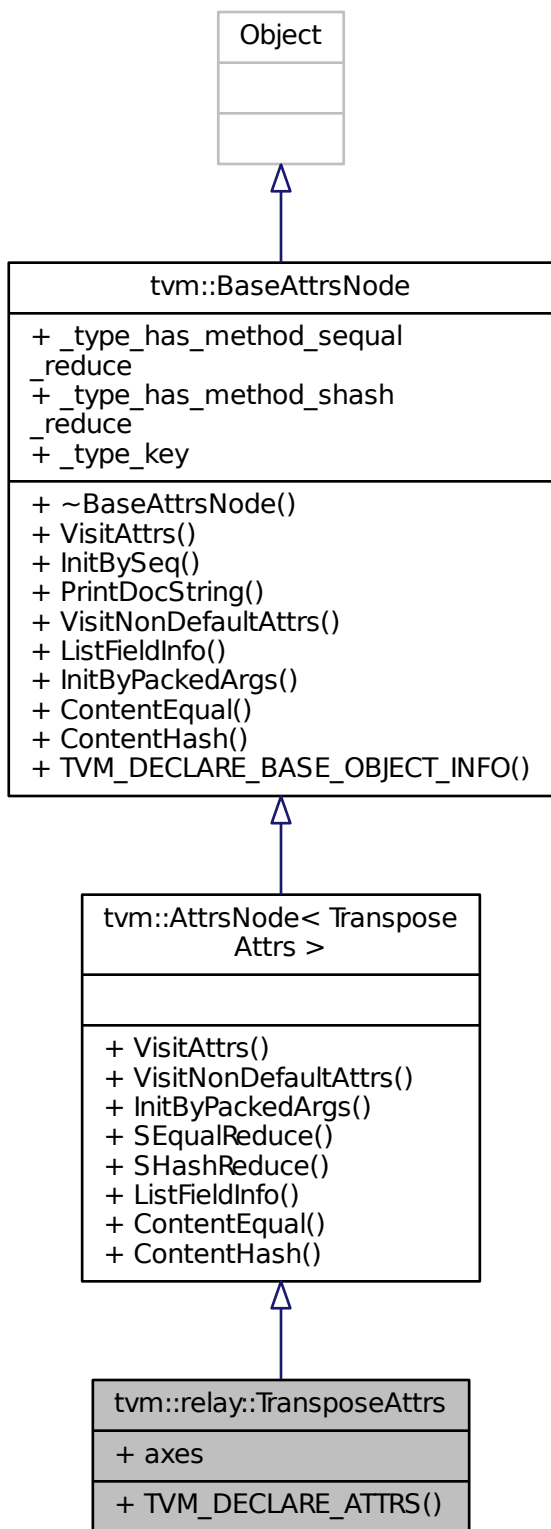 Object
tvm::BaseAttrsNode
+ _type_has_method_sequal
_reduce
+ _type_has_method_shash
_reduce
+ _type_key
+ ~BaseAttrsNode()
+ VisitAttrs()
+ InitBySeq()
+ PrintDocString()
+ VisitNonDefaultAttrs()
+ ListFieldInfo()
+ InitByPackedArgs()
+ ContentEqual()
+ ContentHash()
+ TVM_DECLARE_BASE_OBJECT_INFO()
tvm::AttrsNode< Transpose
Attrs >
+ VisitAttrs()
+ VisitNonDefaultAttrs()
+ InitByPackedArgs()
+ SEqualReduce()
+ SHashReduce()
+ ListFieldInfo()
+ ContentEqual()
+ ContentHash()
tvm::relay::TransposeAttrs
+ axes
+ TVM_DECLARE_ATTRS()